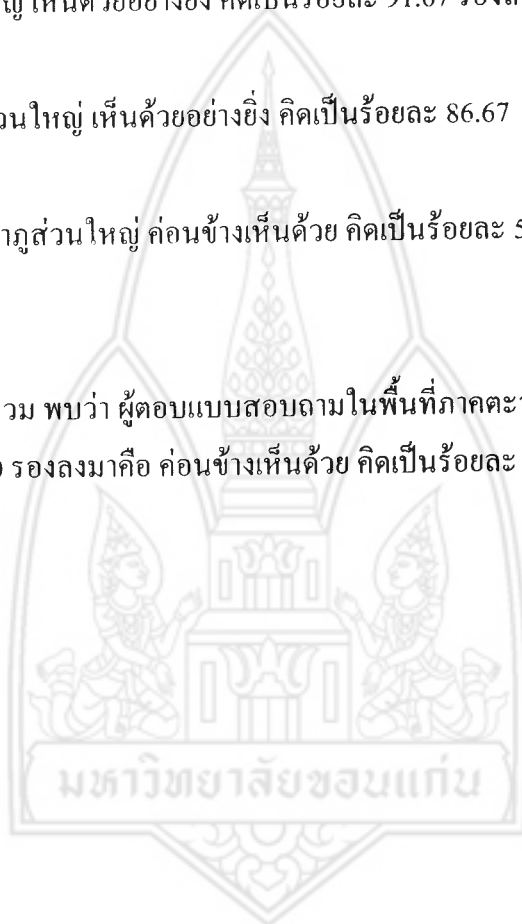 ญ่ เห็นด้วยอย่างยิ่ง คิดเป็นร้อยละ 91.67
วนใหญ่ เห็นด้วยอย่างยิ่ง คิดเป็นร้อยละ 86.67
าภูส่วนใหญ่ ค่อนข้างเห็นด้วย คิดเป็นร้อยละ 5
วม พบว่า ผู้ตอบแบบสอบถามในพื้นที่ภาคตะว
รองลงมาคือ ค่อนข้างเห็นด้วย คิดเป็นร้อยละ
มหาวิทยาลัยขอนแก่น